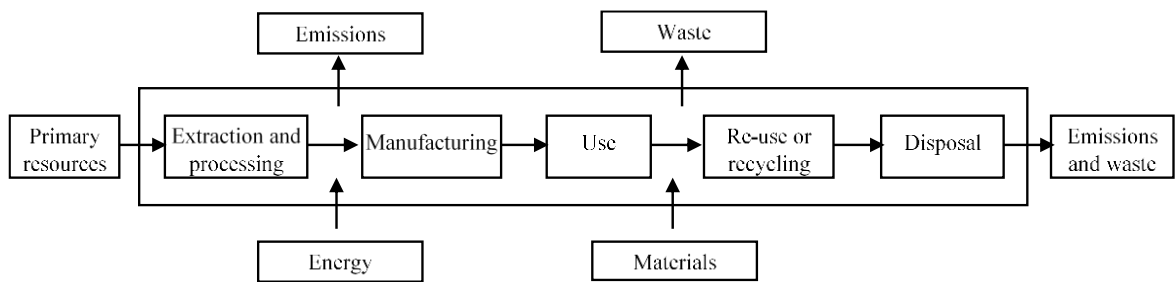 Emissions
Waste
Primary
resources
Extraction and
processing
Manufacturing
Use
Re-use or
recycling
Disposal
Emissions
and waste
Energy
Materials